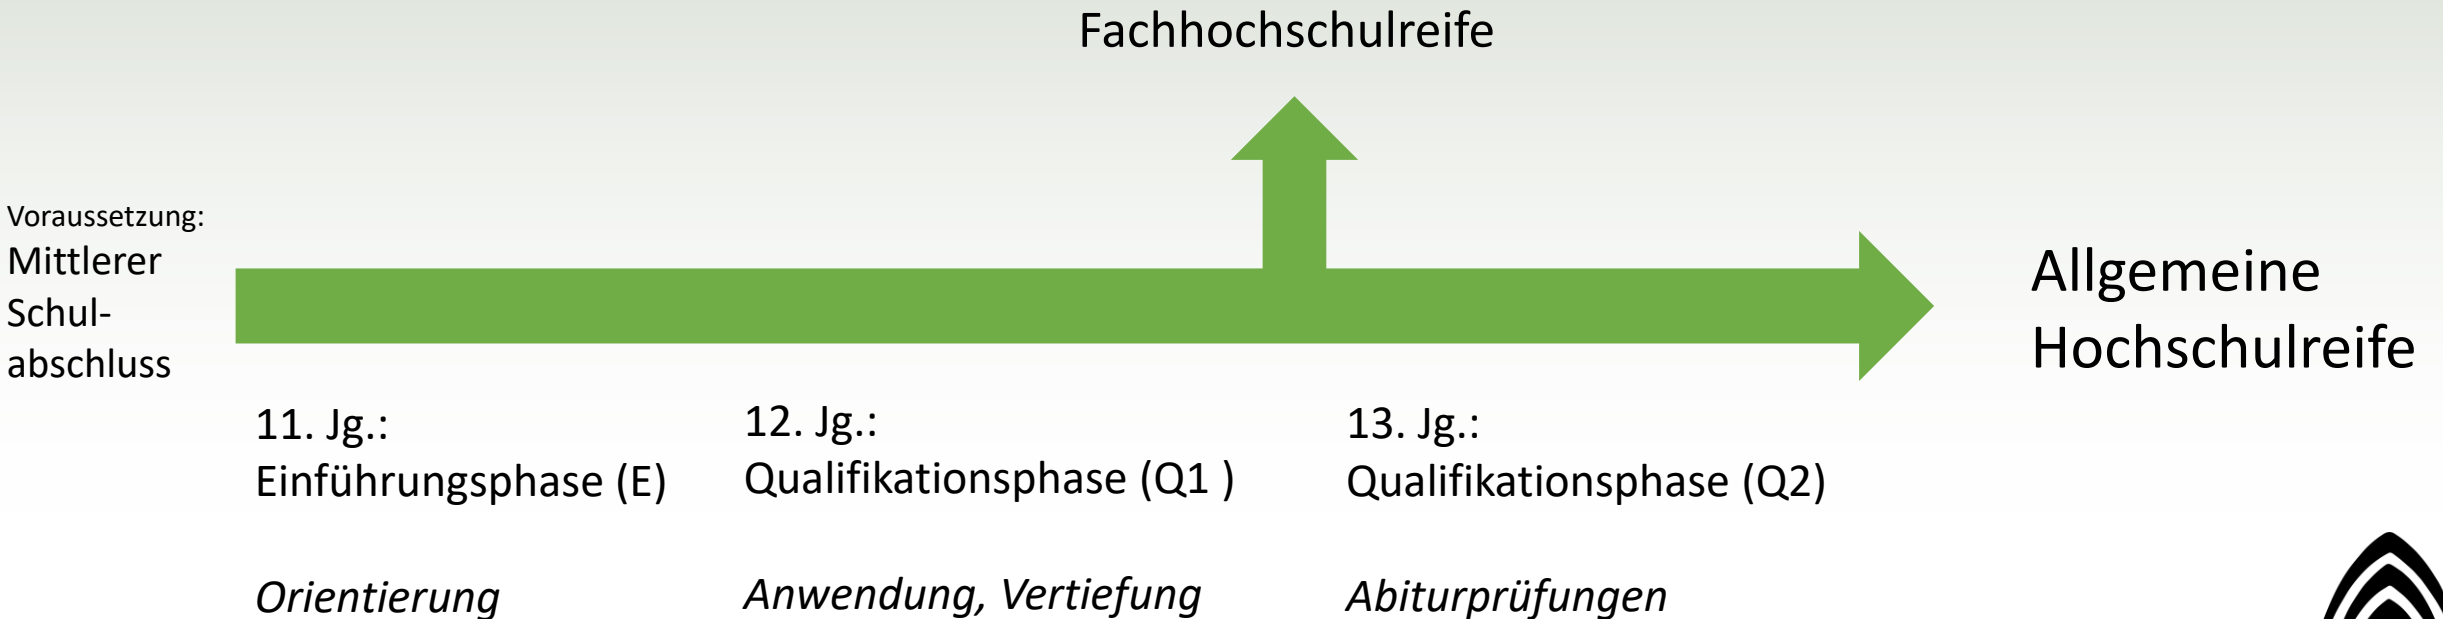 Fachhochschulreife
Voraussetzung:
Mittlerer
Schul-
abschluss
Allgemeine
Hochschulreife
11. Jg.:
Einführungsphase (E)
Orientierung
12. Jg.:
Qualifikationsphase (Q1 )
Anwendung, Vertiefung
13. Jg.:
Qualifikationsphase (Q2)
Abiturprüfungen